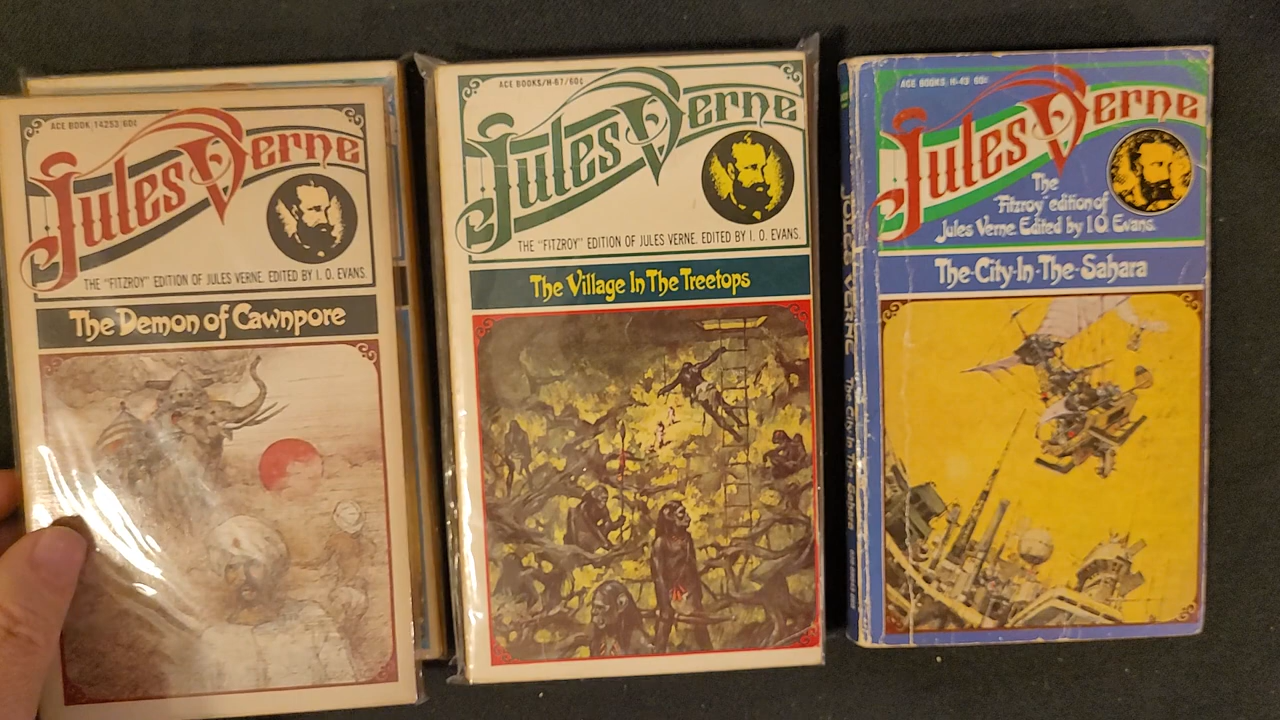 ACE BOOK 14253 60¢
Jules Verne
THE "FITZROY" EDITION OF JULES VERNE. EDITED BY I. O. EVANS.
The Demon of Cawnpore
ACE BOOKS/H-67/60¢
Jules Verne
THE "FITZROY" EDITION OF JULES VERNE. EDITED BY I. O. EVANS.
The Village In The Treetops
JULES VERNE The City In The Sahara
ACE BOOKS H-43 60¢
Jules Verne
The
"Fitzroy" edition of
Jules Verne. Edited by I.O. Evans.
The-City-In-The-Sahara